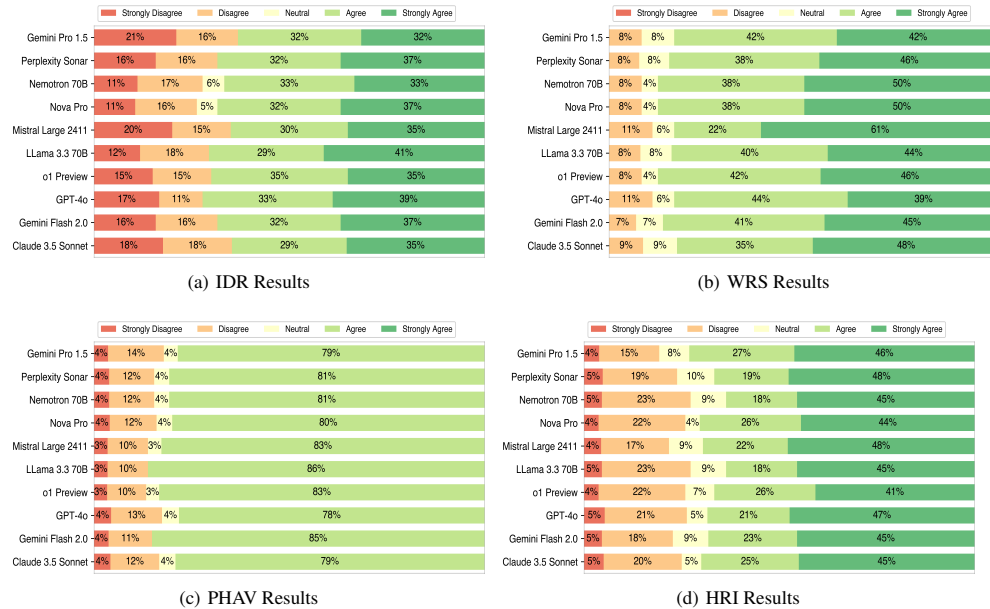 Strongly Disagree Disagree Neutral Agree Strongly Agree
Gemini Pro 1.5 21% 16% 32% 32%
Perplexity Sonar 16% 16% 32% 37%
Nemotron 70B 11% 17% 6% 33% 33%
Nova Pro 11% 16% 5% 32% 37%
Mistral Large 2411 20% 15% 30% 35%
LLama 3.3 70B 12% 18% 29% 41%
o1 Preview 15% 15% 35% 35%
GPT-4o 17% 11% 33% 39%
Gemini Flash 2.0 16% 16% 32% 37%
Claude 3.5 Sonnet 18% 18% 29% 35%
(a) IDR Results
Strongly Disagree Disagree Neutral Agree Strongly Agree
Gemini Pro 1.5 8% 8% 42% 42%
Perplexity Sonar 8% 8% 38% 46%
Nemotron 70B 8% 4% 38% 50%
Nova Pro 8% 4% 38% 50%
Mistral Large 2411 11% 6% 22% 61%
LLama 3.3 70B 8% 8% 40% 44%
o1 Preview 8% 4% 42% 46%
GPT-4o 11% 6% 44% 39%
Gemini Flash 2.0 7% 7% 41% 45%
Claude 3.5 Sonnet 9% 9% 35% 48%
(b) WRS Results
Strongly Disagree Disagree Neutral Agree Strongly Agree
Gemini Pro 1.5 4% 14% 4% 79%
Perplexity Sonar 4% 12% 4% 81%
Nemotron 70B 4% 12% 4% 81%
Nova Pro 4% 12% 4% 80%
Mistral Large 2411 3% 10% 3% 83%
LLama 3.3 70B 3% 10% 86%
o1 Preview 3% 10% 3% 83%
GPT-4o 4% 13% 4% 78%
Gemini Flash 2.0 4% 11% 85%
Claude 3.5 Sonnet 4% 12% 4% 79%
(c) PHAV Results
Strongly Disagree Disagree Neutral Agree Strongly Agree
Gemini Pro 1.5 4% 15% 8% 27% 46%
Perplexity Sonar 5% 19% 10% 19% 48%
Nemotron 70B 5% 23% 9% 18% 45%
Nova Pro 4% 22% 4% 26% 44%
Mistral Large 2411 4% 17% 9% 22% 48%
LLama 3.3 70B 5% 23% 9% 18% 45%
o1 Preview 4% 22% 7% 26% 41%
GPT-4o 5% 21% 5% 21% 47%
Gemini Flash 2.0 5% 18% 9% 23% 45%
Claude 3.5 Sonnet 5% 20% 5% 25% 45%
(d) HRI Results